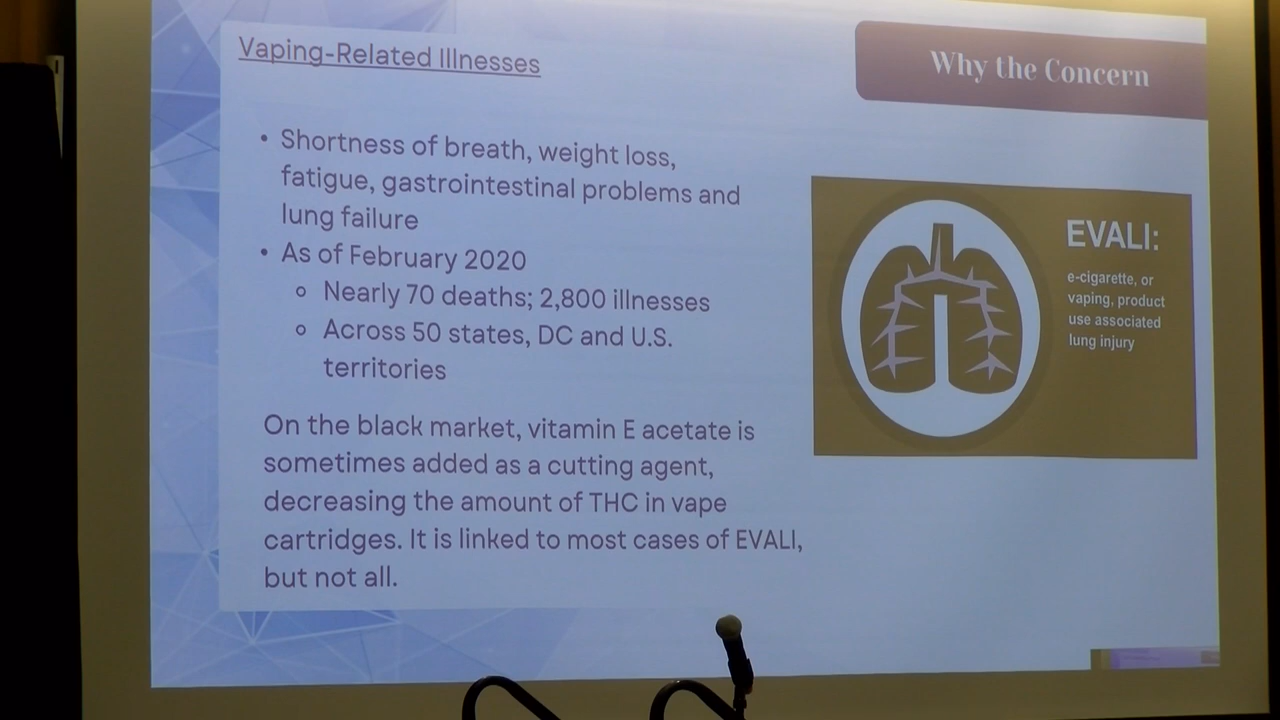 Vaping-Related Illnesses
Why the Concern
• Shortness of breath, weight loss,
fatigue, gastrointestinal problems and
lung failure
• As of February 2020
○ Nearly 70 deaths; 2,800 illnesses
○ Across 50 states, DC and U.S.
territories
On the black market, vitamin E acetate is
sometimes added as a cutting agent,
decreasing the amount of THC in vape
cartridges. It is linked to most cases of EVALI,
but not all.
EVALI:
e-cigarette, or
vaping, product
use associated
lung injury